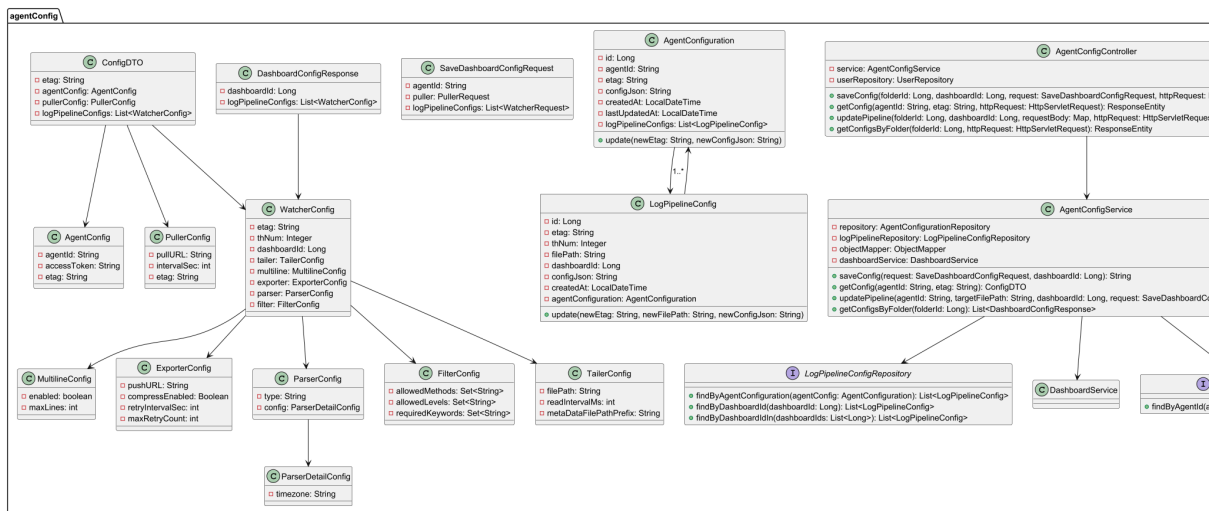 agentConfig
C ConfigDTO
etag: String
agentConfig: AgentConfig
pullerConfig: PullerConfig
logPipelineConfigs: List<WatcherConfig>
C DashboardConfigResponse
dashboardId: Long
logPipelineConfigs: List<WatcherConfig>
C SaveDashboardConfigRequest
agentId: String
puller: PullerRequest
logPipelineConfigs: List<WatcherRequest>
C AgentConfiguration
id: Long
agentId: String
etag: String
configJson: String
createdAt: LocalDateTime
lastUpdatedAt: LocalDateTime
logPipelineConfigs: List<LogPipelineConfig>
update(newEtag: String, newConfigJson: String)
C AgentConfigController
service: AgentConfigService
userRepository: UserRepository
saveConfig(folderId: Long, dashboardId: Long, request: SaveDashboardConfigRequest, httpRequest:
getConfig(agentId: String, etag: String, httpRequest: HttpServletRequest): ResponseEntity
updatePipeline(folderId: Long, dashboardId: Long, requestBody: Map, httpRequest: HttpServletReques
getConfigsByFolder(folderId: Long, httpRequest: HttpServletRequest): ResponseEntity
1..*
C AgentConfig
agentId: String
accessToken: String
etag: String
C PullerConfig
pullURL: String
intervalSec: int
etag: String
C WatcherConfig
etag: String
thNum: Integer
dashboardId: Long
tailer: TailerConfig
multiline: MultilineConfig
exporter: ExporterConfig
parser: ParserConfig
filter: FilterConfig
C LogPipelineConfig
id: Long
etag: String
thNum: Integer
filePath: String
dashboardId: Long
configJson: String
createdAt: LocalDateTime
agentConfiguration: AgentConfiguration
update(newEtag: String, newFilePath: String, newConfigJson: String)
C AgentConfigService
repository: AgentConfigurationRepository
logPipelineRepository: LogPipelineConfigRepository
objectMapper: ObjectMapper
dashboardService: DashboardService
saveConfig(request: SaveDashboardConfigRequest, dashboardId: Long): String
getConfig(agentId: String, etag: String): ConfigDTO
updatePipeline(agentId: String, targetFilePath: String, dashboardId: Long, request: SaveDashboardCo
getConfigsByFolder(folderId: Long): List<DashboardConfigResponse>
C MultilineConfig
enabled: boolean
maxLines: int
C ExporterConfig
pushURL: String
compressEnabled: Boolean
retryIntervalSec: int
maxRetryCount: int
C ParserConfig
type: String
config: ParserDetailConfig
C FilterConfig
allowedMethods: Set<String>
allowedLevels: Set<String>
requiredKeywords: Set<String>
C TailerConfig
filePath: String
readIntervalMs: int
metaDataFilePathPrefix: String
I LogPipelineConfigRepository
findByAgentConfiguration(agentConfig: AgentConfiguration): List<LogPipelineConfig>
findByDashboardId(dashboardId: Long): List<LogPipelineConfig>
findByDashboardIdIn(dashboardIds: List<Long>): List<LogPipelineConfig>
C DashboardService
I
findByAgentId(a
C ParserDetailConfig
timezone: String